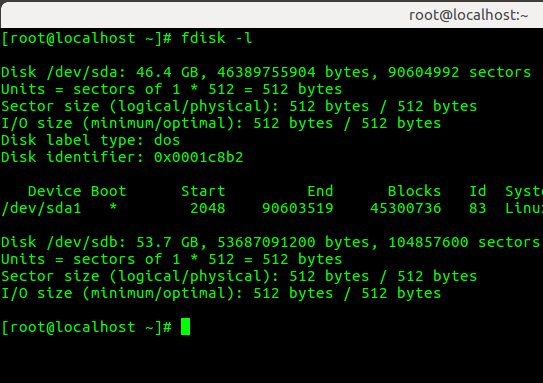 root@localhost:~
[root@localhost ~]# fdisk -l
Disk /dev/sda: 46.4 GB, 46389755904 bytes, 90604992 sectors
Units = sectors of 1 * 512 = 512 bytes
Sector size (logical/physical): 512 bytes / 512 bytes
I/O size (minimum/optimal): 512 bytes / 512 bytes
Disk label type: dos
Disk identifier: 0x0001c8b2
Device Boot Start End Blocks Id Syst
/dev/sda1 * 2048 90603519 45300736 83 Linu
Disk /dev/sdb: 53.7 GB, 53687091200 bytes, 104857600 sectors
Units = sectors of 1 * 512 = 512 bytes
Sector size (logical/physical): 512 bytes / 512 bytes
I/O size (minimum/optimal): 512 bytes / 512 bytes
[root@localhost ~]#